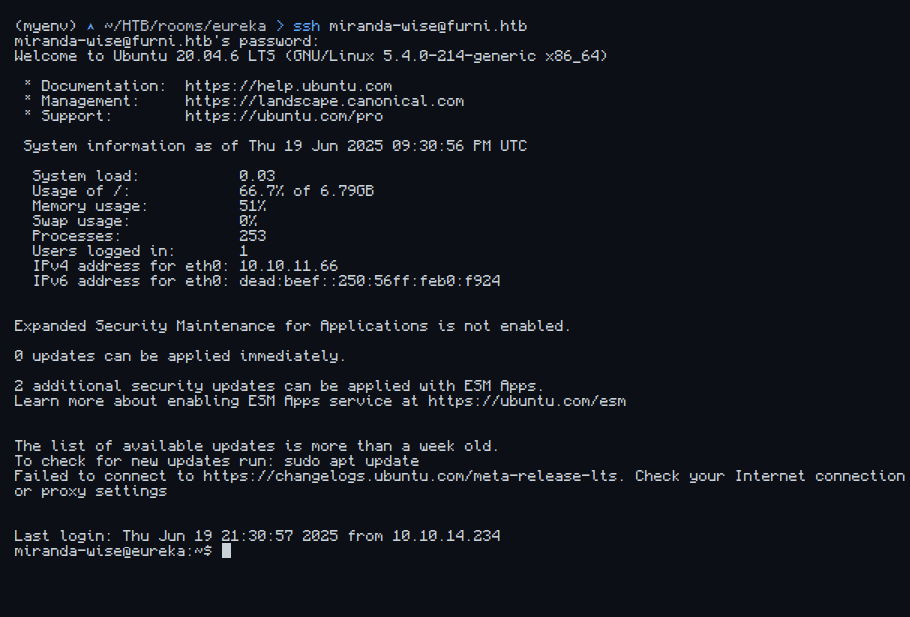 (myenv) ^ ~/HTB/rooms/eureka > ssh miranda-wise@furni.htb
miranda-wise@furni.htb's password:
Welcome to Ubuntu 20.04.6 LTS (GNU/Linux 5.4.0-214-generic x86_64)
* Documentation:  https://help.ubuntu.com
* Management:     https://landscape.canonical.com
* Support:        https://ubuntu.com/pro
System information as of Thu 19 Jun 2025 09:30:56 PM UTC
System load:           0.03
Usage of /:            66.7% of 6.79GB
Memory usage:          51%
Swap usage:            0%
Processes:             253
Users logged in:       1
IPv4 address for eth0: 10.10.11.66
IPv6 address for eth0: dead:beef::250:56ff:feb0:f924
Expanded Security Maintenance for Applications is not enabled.
0 updates can be applied immediately.
2 additional security updates can be applied with ESM Apps.
Learn more about enabling ESM Apps service at https://ubuntu.com/esm
The list of available updates is more than a week old.
To check for new updates run: sudo apt update
Failed to connect to https://changelogs.ubuntu.com/meta-release-lts. Check your Internet connection
or proxy settings
Last login: Thu Jun 19 21:30:57 2025 from 10.10.14.234
miranda-wise@eureka:~$